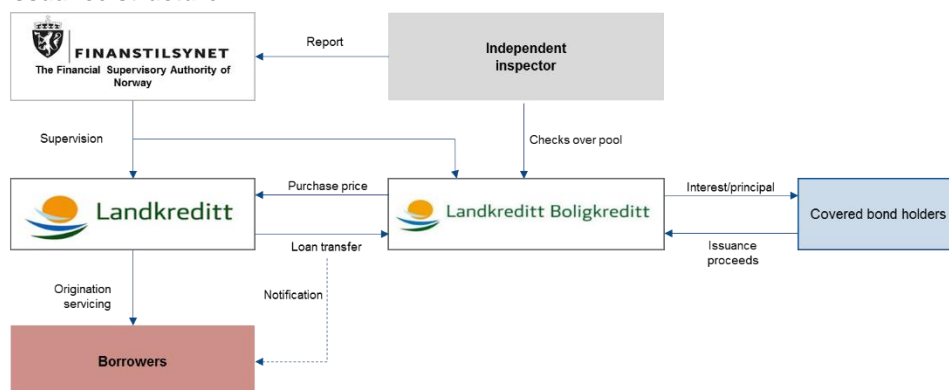 FINANSTILSYNET
The Financial Supervisory Authority of
Norway
Report
Independent
inspector
Supervision
Checks over pool
Landkreditt
Purchase price
Loan transfer
Landkreditt Boligkreditt
Interest/principal
Issuance
proceeds
Covered bond holders
Origination
servicing
Notification
Borrowers